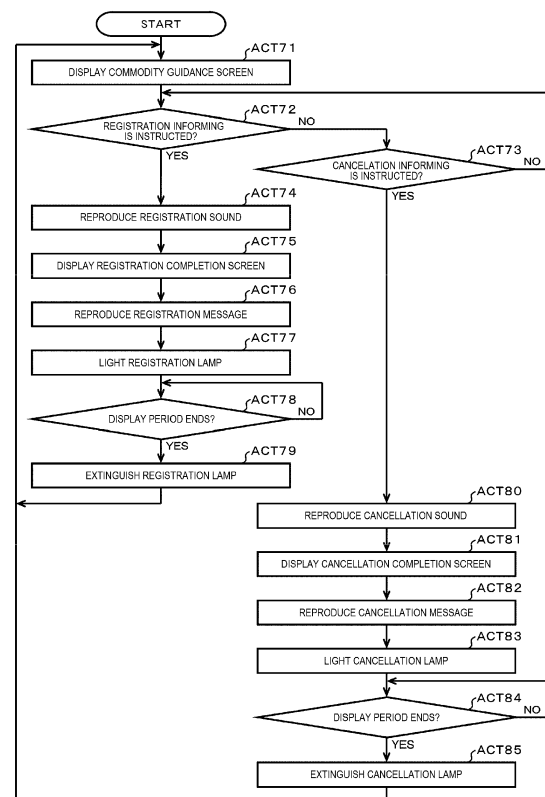 START
ACT71
DISPLAY COMMODITY GUIDANCE SCREEN
ACT72
REGISTRATION INFORMING
IS INSTRUCTED?
NO
YES
ACT73
CANCELATION INFORMING
IS INSTRUCTED?
NO
YES
ACT74
REPRODUCE REGISTRATION SOUND
ACT75
DISPLAY REGISTRATION COMPLETION SCREEN
ACT76
REPRODUCE REGISTRATION MESSAGE
ACT77
LIGHT REGISTRATION LAMP
ACT78
DISPLAY PERIOD ENDS?
NO
YES
ACT79
EXTINGUISH REGISTRATION LAMP
ACT80
REPRODUCE CANCELLATION SOUND
ACT81
DISPLAY CANCELLATION COMPLETION SCREEN
ACT82
REPRODUCE CANCELLATION MESSAGE
ACT83
LIGHT CANCELLATION LAMP
ACT84
DISPLAY PERIOD ENDS?
NO
YES
ACT85
EXTINGUISH CANCELLATION LAMP